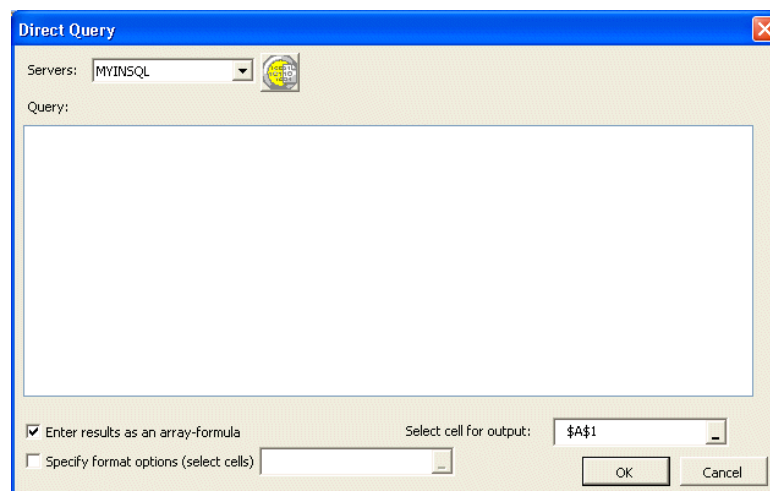 Direct Query
Servers: MYINSQL
Query:
Enter results as an array-formula Select cell for output: $A$1
Specify format options (select cells)
OK Cancel